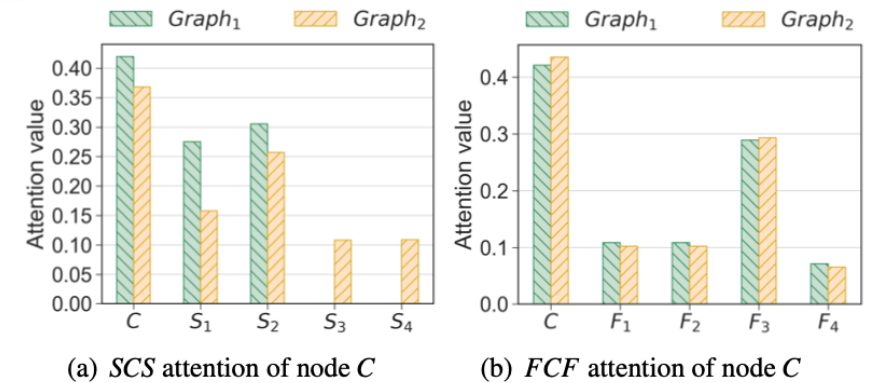 Graph₁ Graph₂
Attention value
0.40
0.35
0.30
0.25
0.20
0.15
0.10
0.05
0.00
C S₁ S₂ S₃ S₄
(a) SCS attention of node C
Graph₁ Graph₂
Attention value
0.4
0.3
0.2
0.1
0.0
C F₁ F₂ F₃ F₄
(b) FCF attention of node C